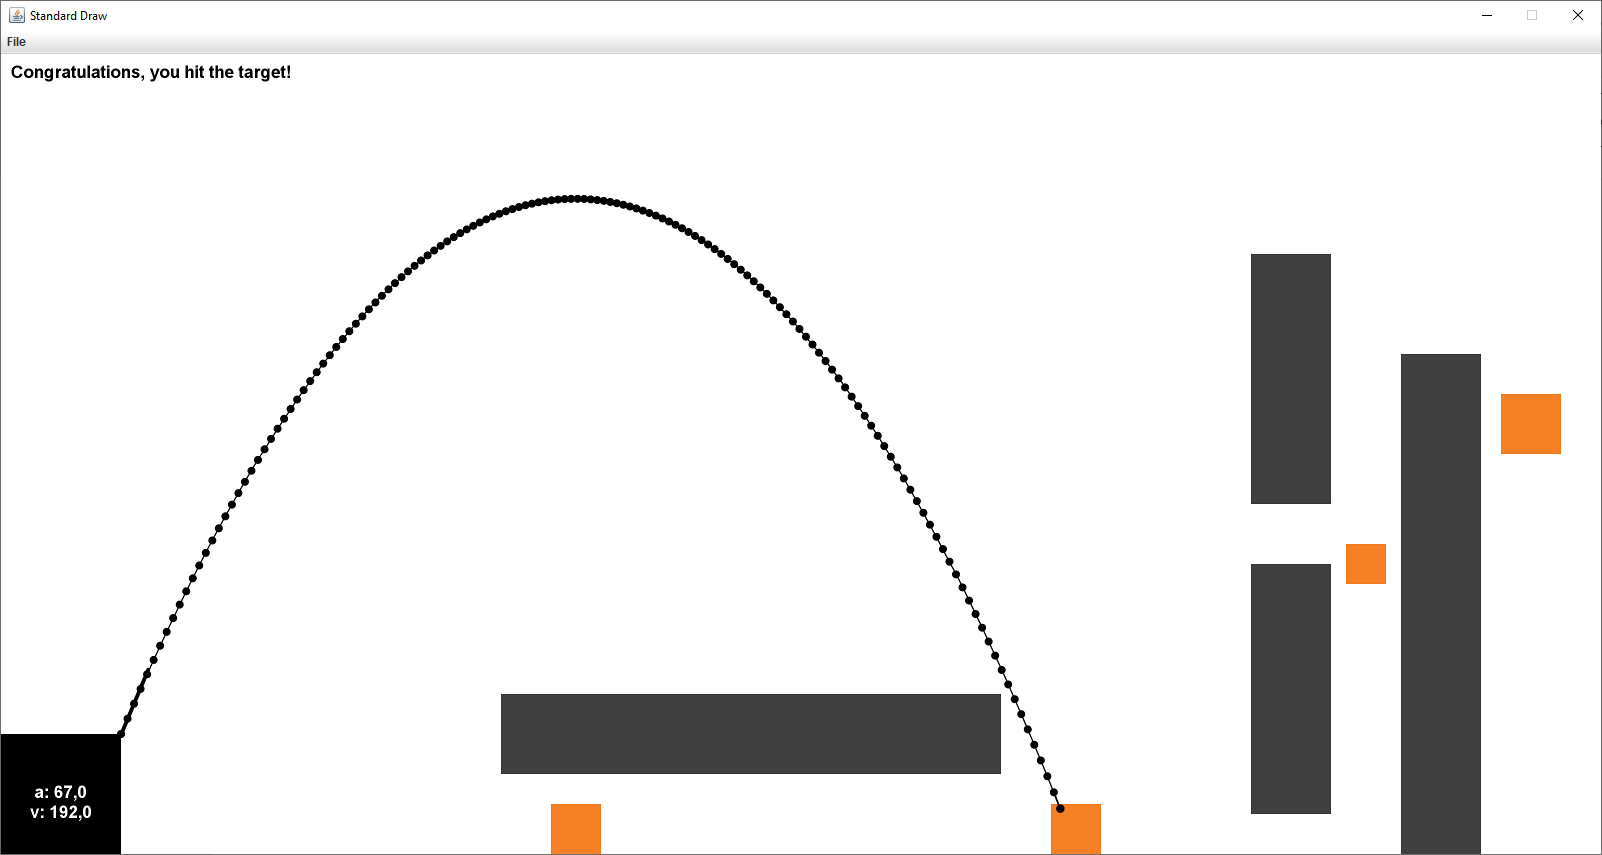 Standard Draw
File
Congratulations, you hit the target!
a: 67,0
v: 192,0